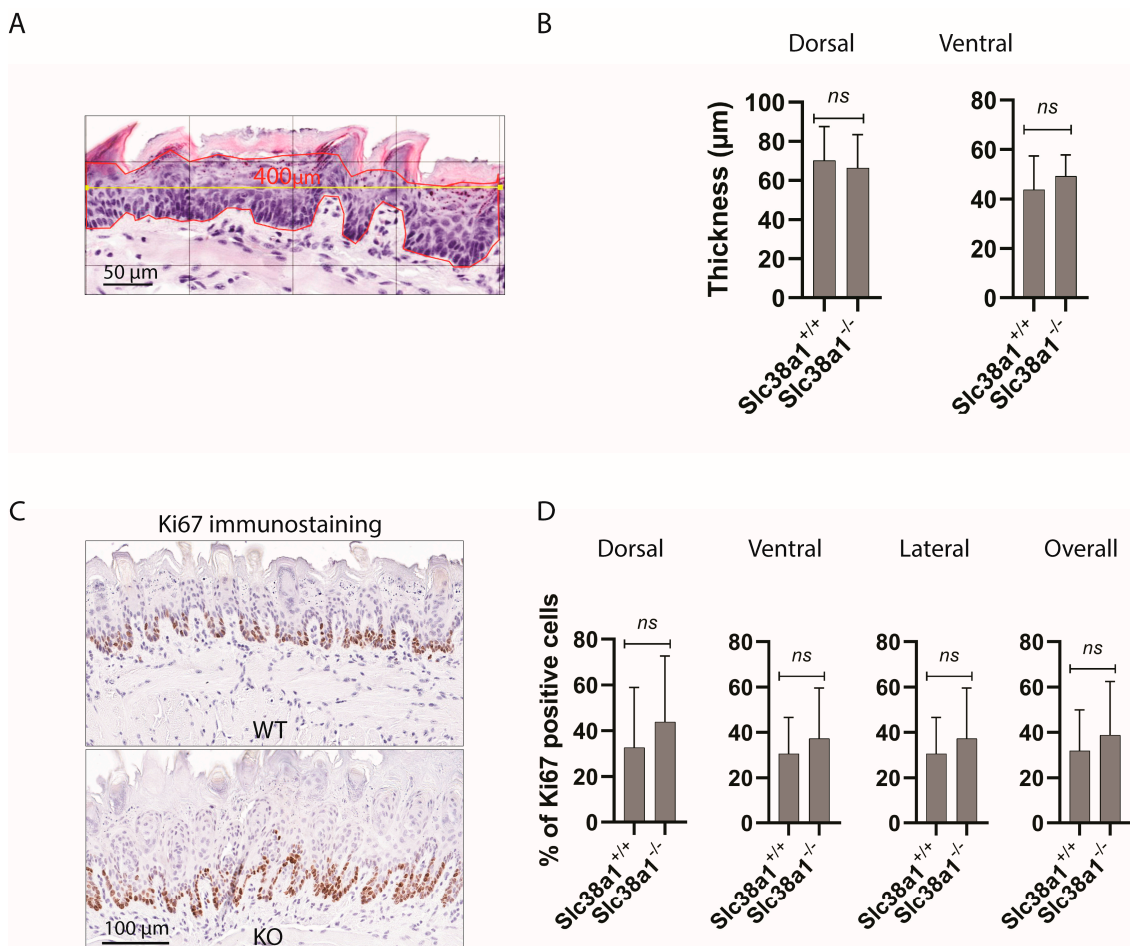 A
400µm
50 µm
B
Dorsal
Ventral
Thickness (µm)
100
80
60
40
20
0
ns
Slc38a1+/+
Slc38a1-/-
80
60
40
20
0
ns
Slc38a1+/+
Slc38a1-/-
C
Ki67 immunostaining
WT
100 µm
KO
D
Dorsal
Ventral
Lateral
Overall
% of Ki67 positive cells
80
60
40
20
0
ns
Slc38a1+/+
Slc38a1-/-
80
60
40
20
0
ns
Slc38a1+/+
Slc38a1-/-
80
60
40
20
0
ns
Slc38a1+/+
Slc38a1-/-
80
60
40
20
0
ns
Slc38a1+/+
Slc38a1-/-